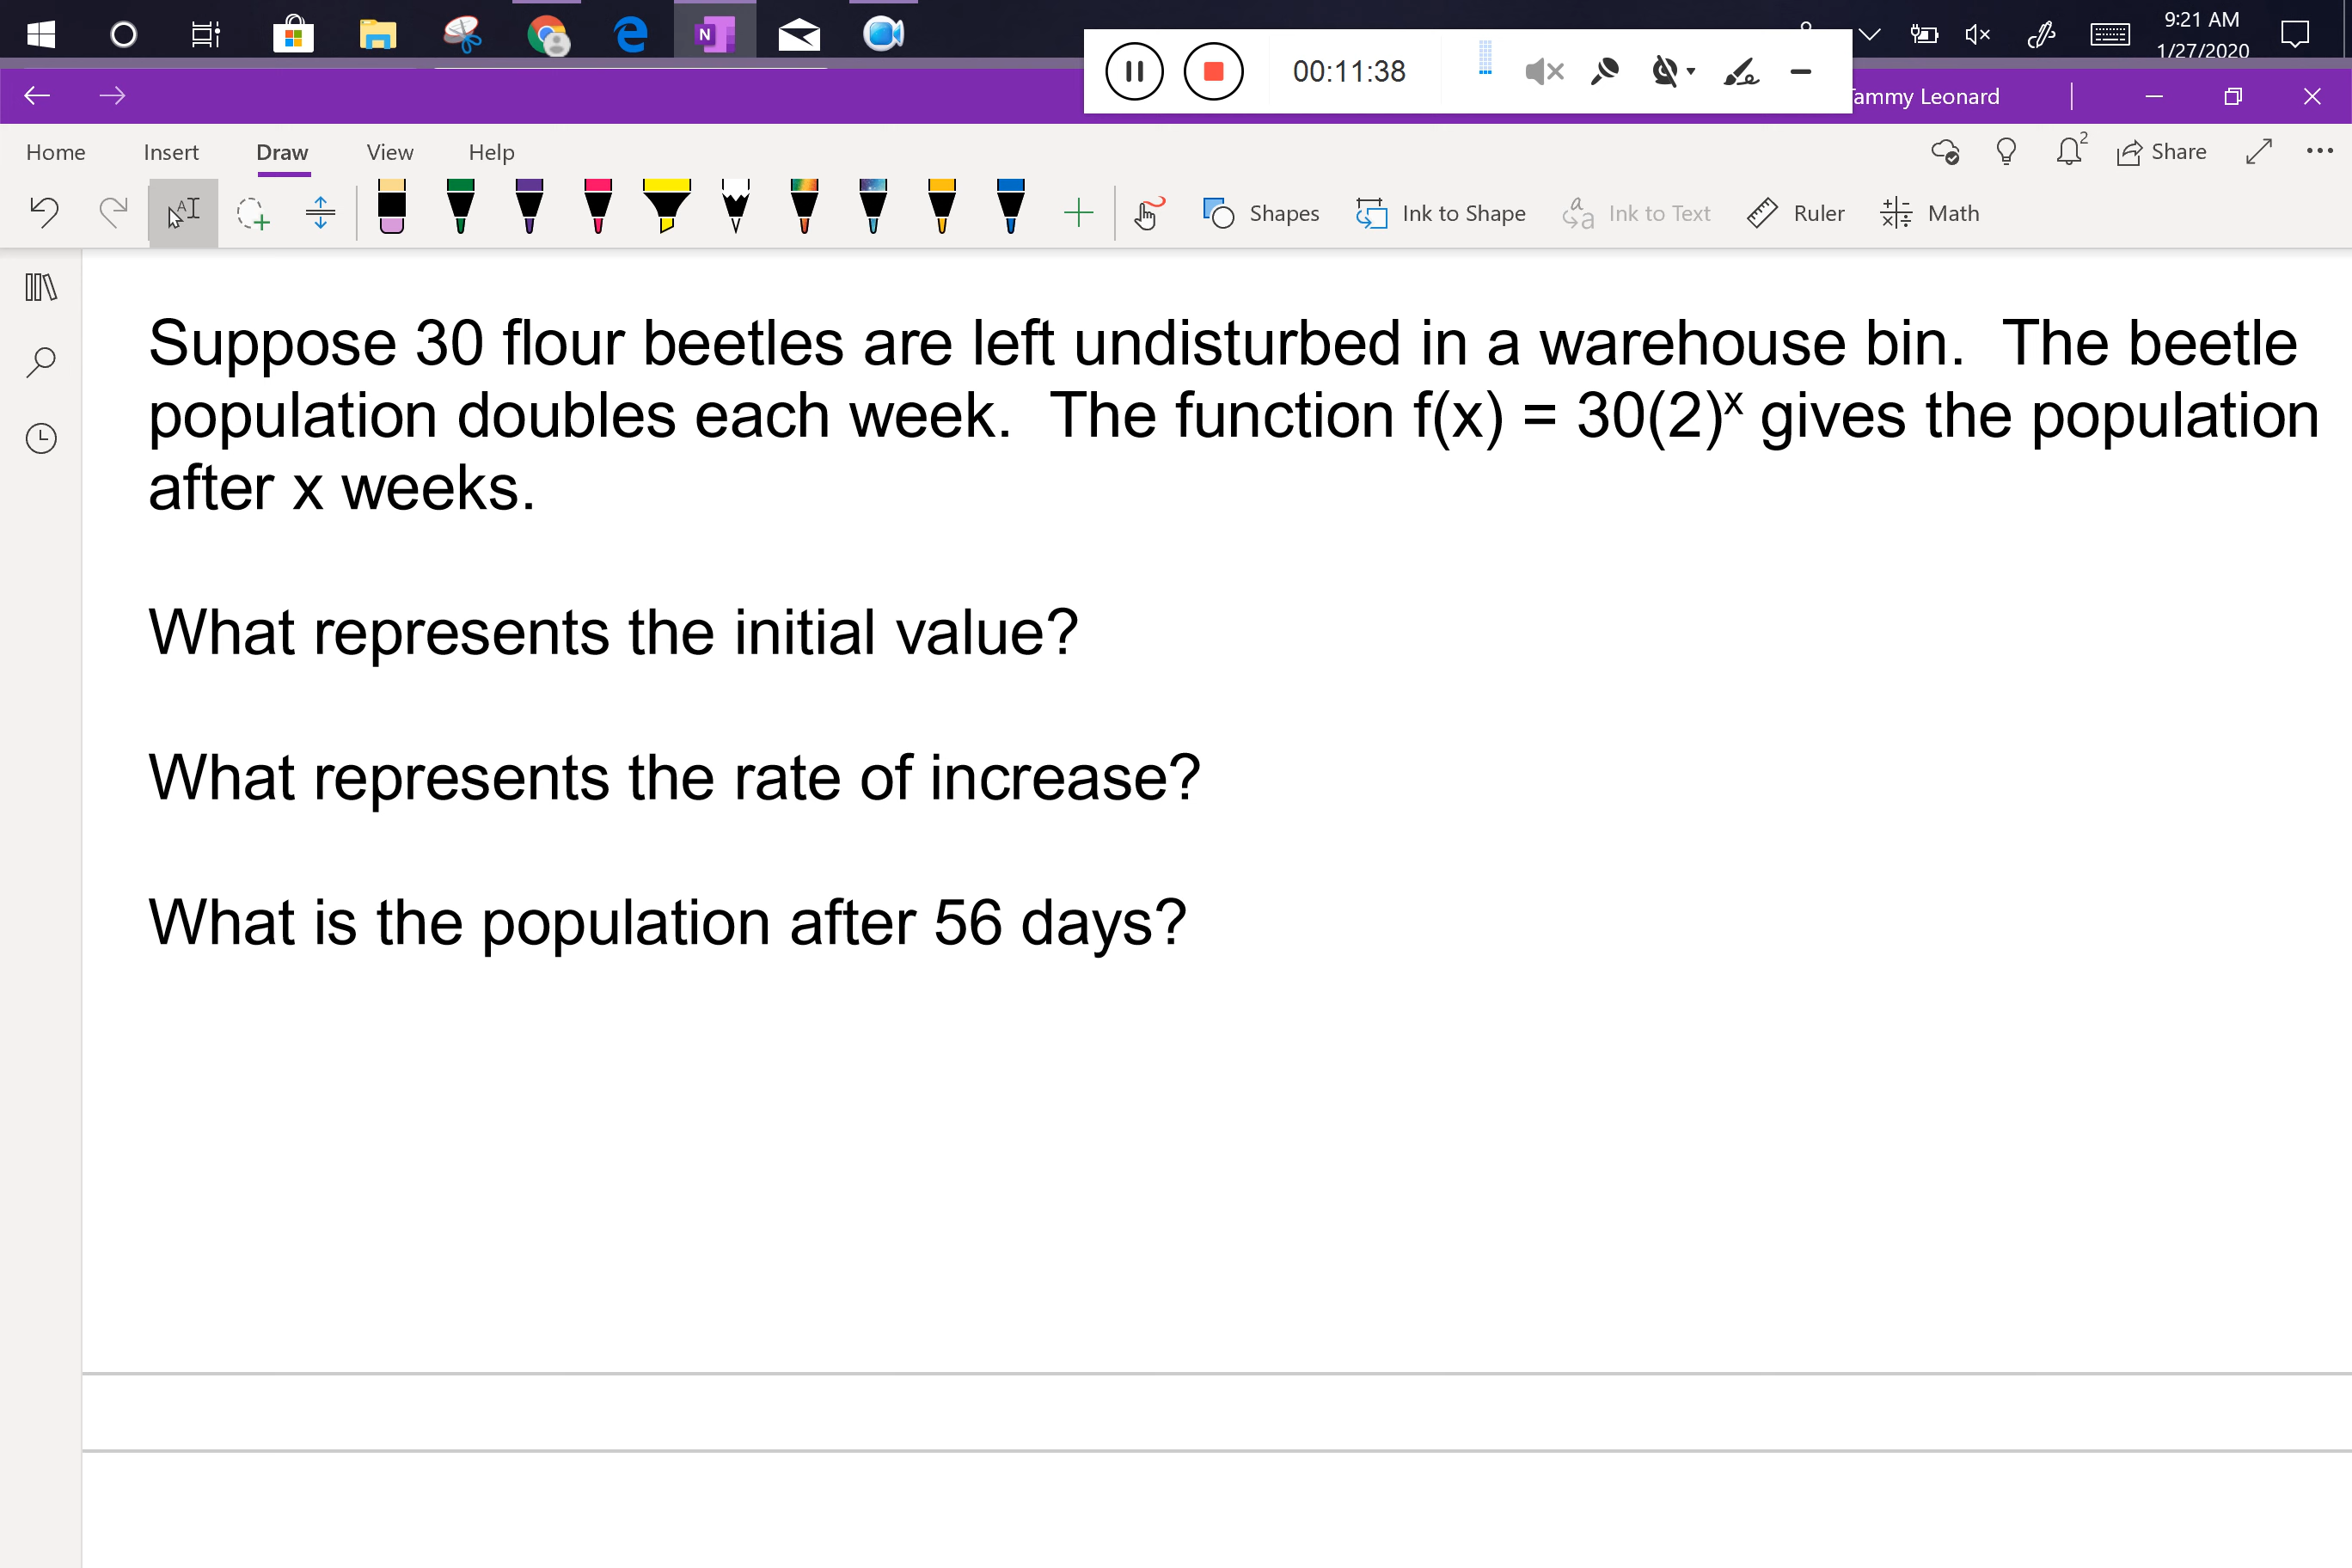 9:21 AM
1/27/2020
00:11:38
ammy Leonard
Home Insert Draw View Help
2 Share
Shapes Ink to Shape Ink to Text Ruler Math
Suppose 30 flour beetles are left undisturbed in a warehouse bin. The beetle
population doubles each week. The function f(x) = 30(2)ˣ gives the population
after x weeks.
What represents the initial value?
What represents the rate of increase?
What is the population after 56 days?